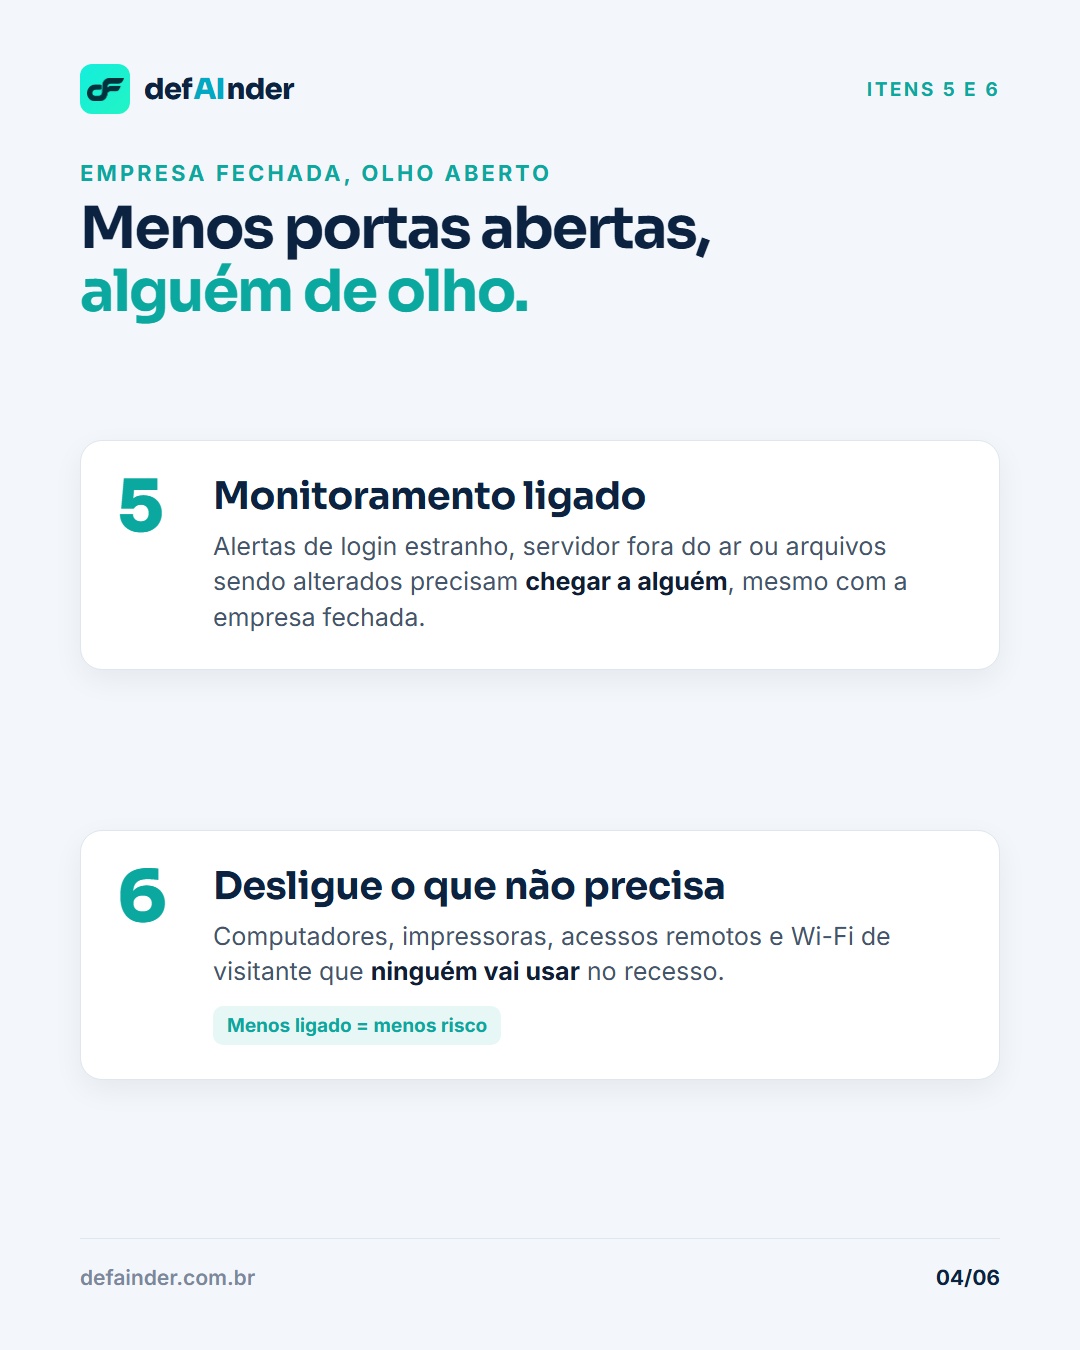 defAInder
ITENS 5 E 6
EMPRESA FECHADA, OLHO ABERTO
Menos portas abertas,
alguém de olho.
5
Monitoramento ligado
Alertas de login estranho, servidor fora do ar ou arquivos
sendo alterados precisam chegar a alguém, mesmo com a
empresa fechada.
6
Desligue o que não precisa
Computadores, impressoras, acessos remotos e Wi-Fi de
visitante que ninguém vai usar no recesso.
Menos ligado = menos risco
defainder.com.br
04/06